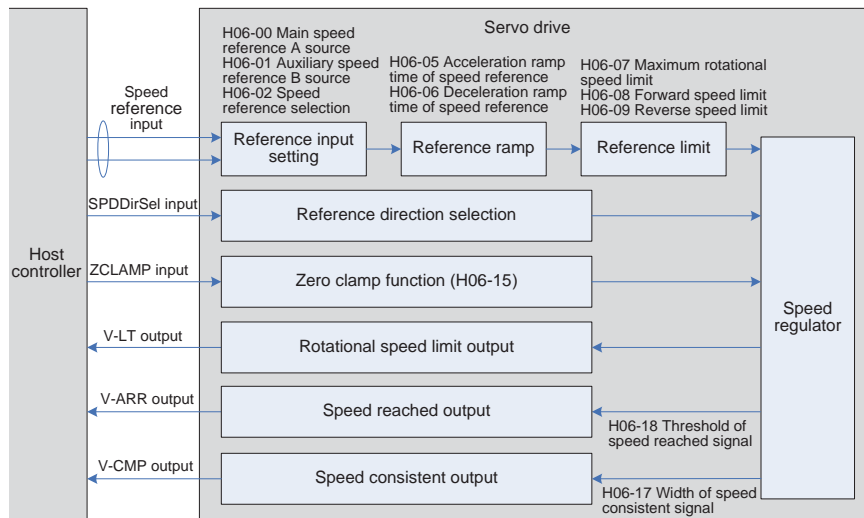 Servo drive
H06-00 Main speed
reference A source
H06-01 Auxiliary speed
reference B source
H06-02 Speed
reference selection
H06-05 Acceleration ramp
time of speed reference
H06-06 Deceleration ramp
time of speed reference
H06-07 Maximum rotational
speed limit
H06-08 Forward speed limit
H06-09 Reverse speed limit
Speed
reference
input
Reference input
setting
Reference ramp
Reference limit
SPDDirSel input
Reference direction selection
Host
controller
ZCLAMP input
Zero clamp function (H06-15)
Speed
regulator
V-LT output
Rotational speed limit output
V-ARR output
Speed reached output
H06-18 Threshold of
speed reached signal
V-CMP output
Speed consistent output
H06-17 Width of speed
consistent signal